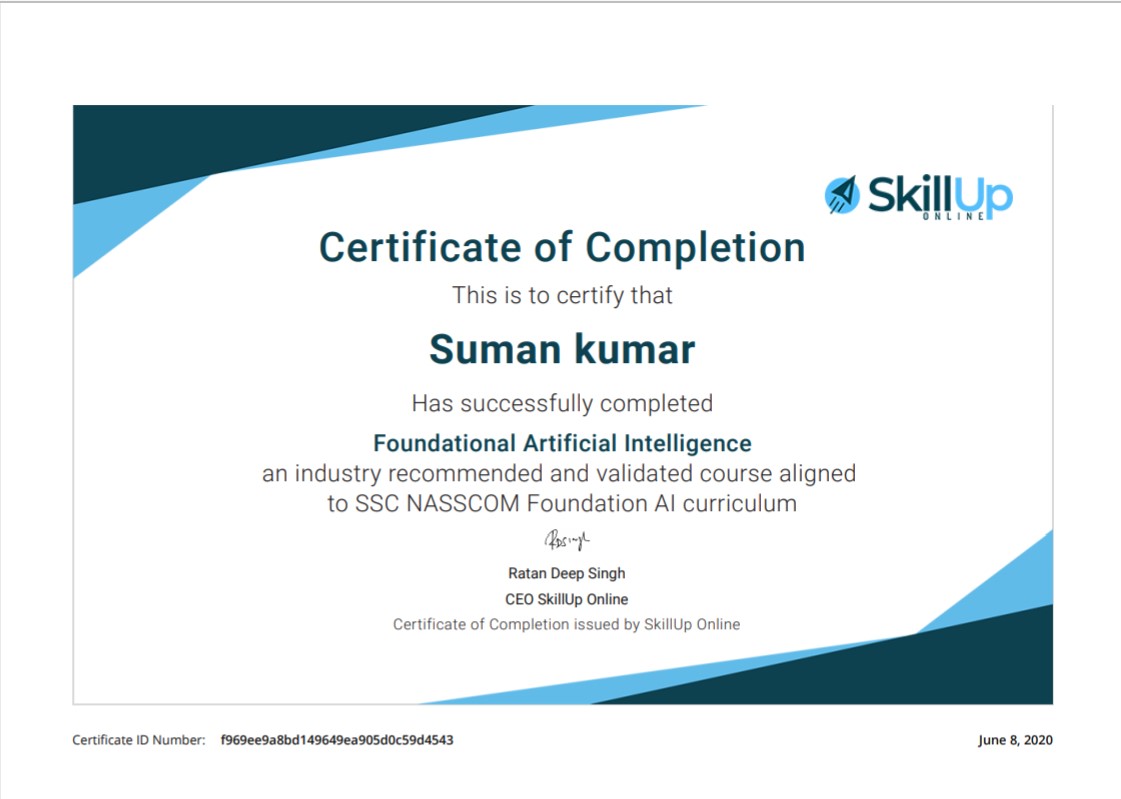 SkillUp
ONLINE
Certificate of Completion
This is to certify that
Suman kumar
Has successfully completed
Foundational Artificial Intelligence
an industry recommended and validated course aligned
to SSC NASSCOM Foundation AI curriculum
RDSingh
Ratan Deep Singh
CEO SkillUp Online
Certificate of Completion issued by SkillUp Online
Certificate ID Number: f969ee9a8bd149649ea905d0c59d4543
June 8, 2020